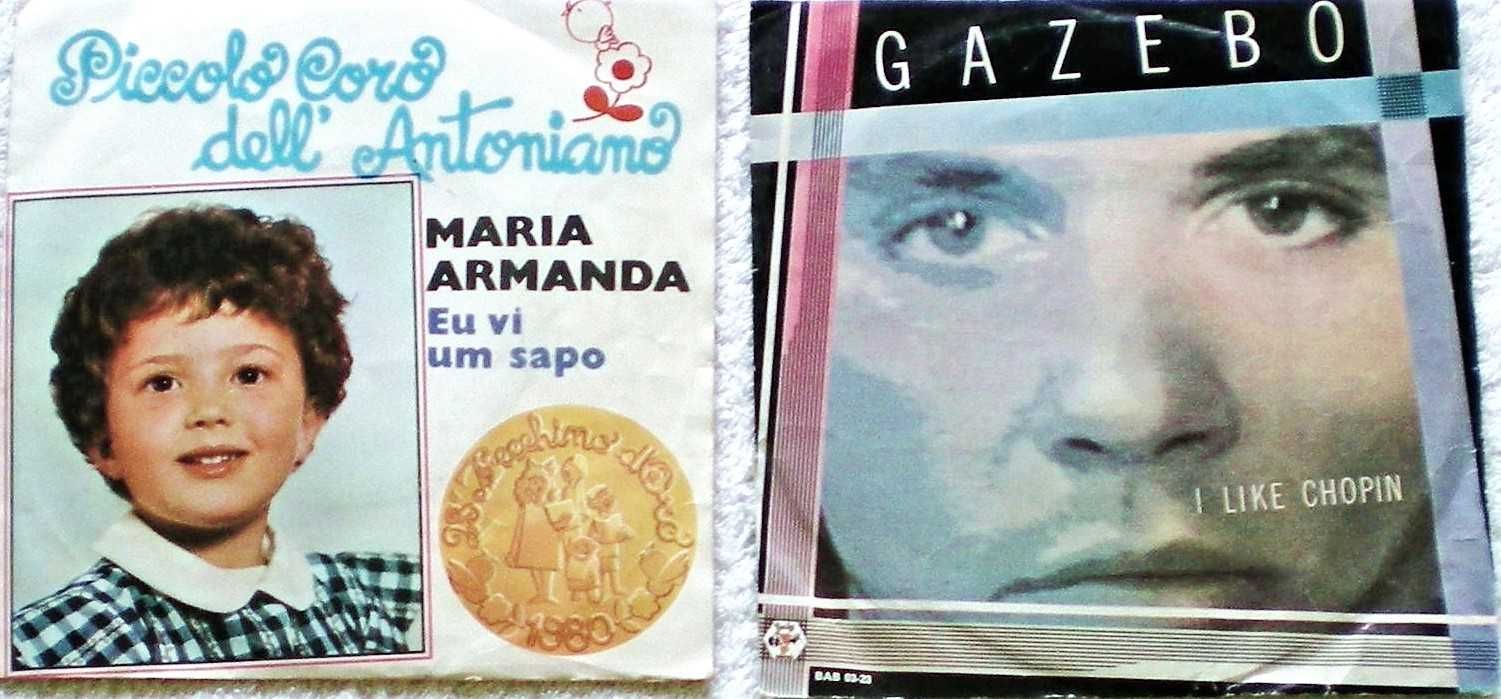 Piccolo Coro
dell' Antoniano
MARIA
ARMANDA
Eu vi
um sapo
23° Zecchino d'Oro
1980
GAZEBO
I LIKE CHOPIN
BAB 03-23